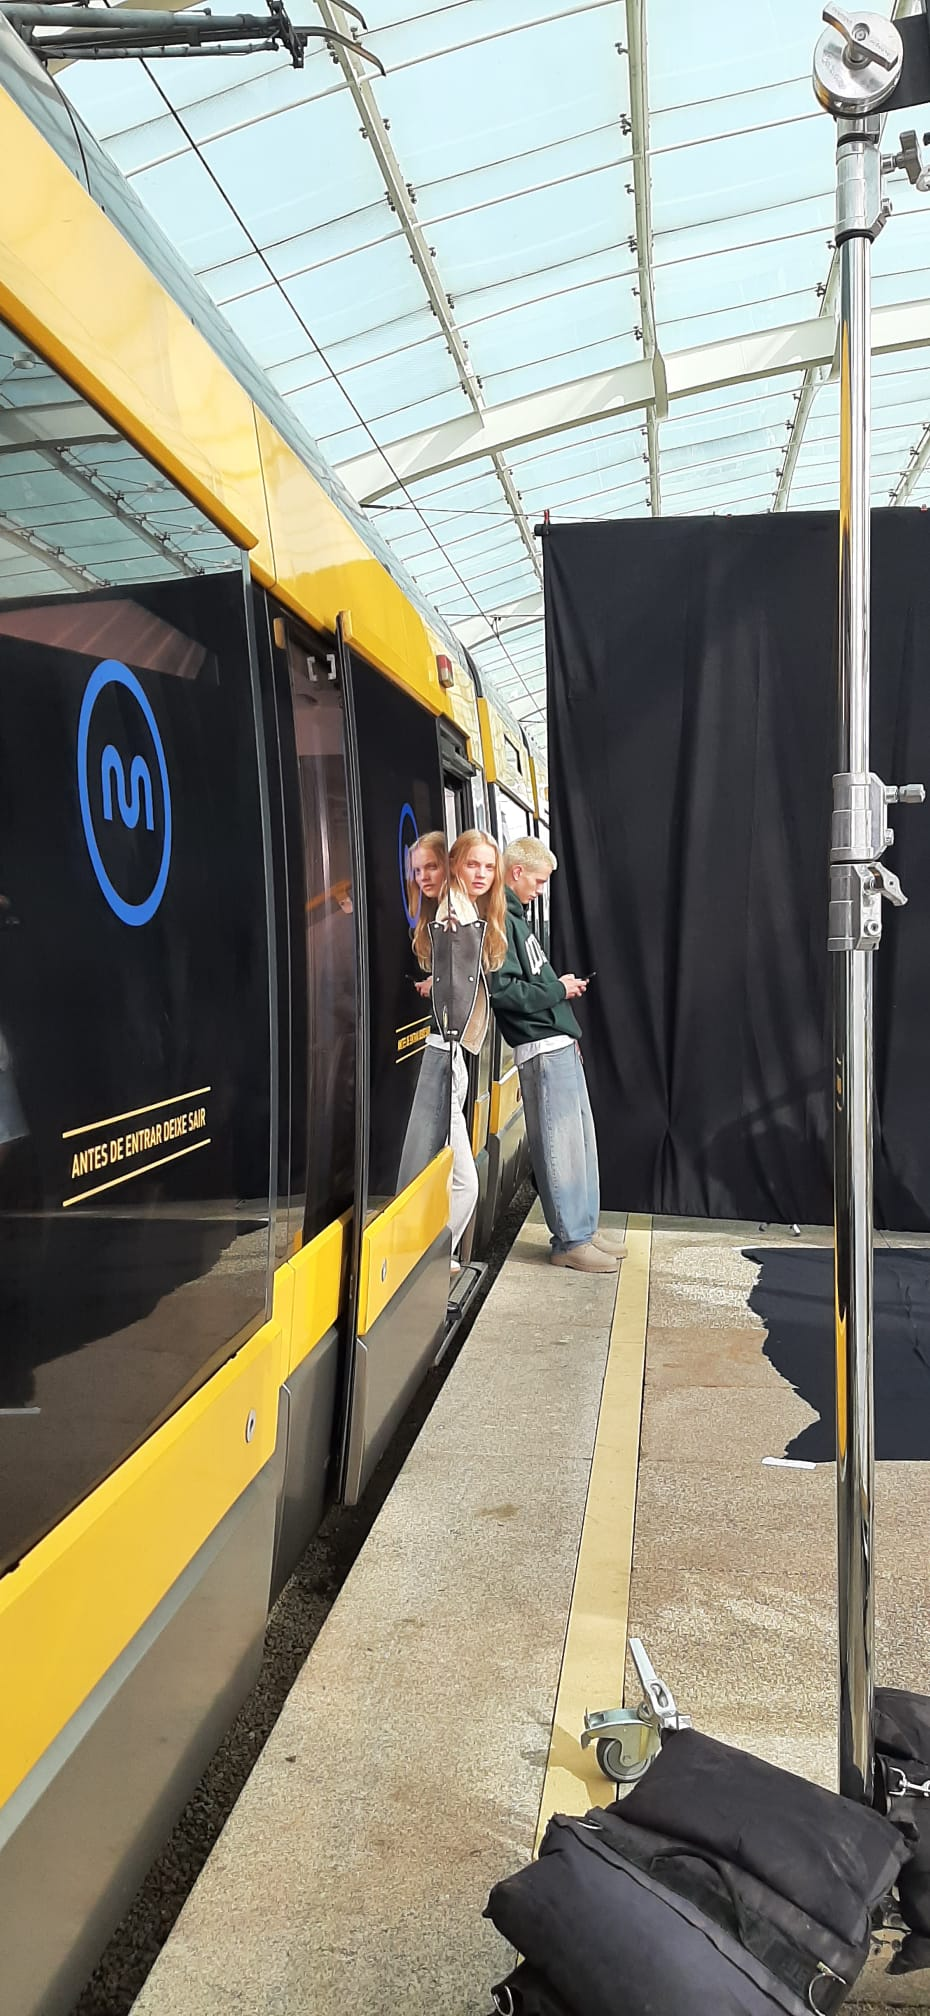 ANTES DE ENTRAR DEIXE SAIR